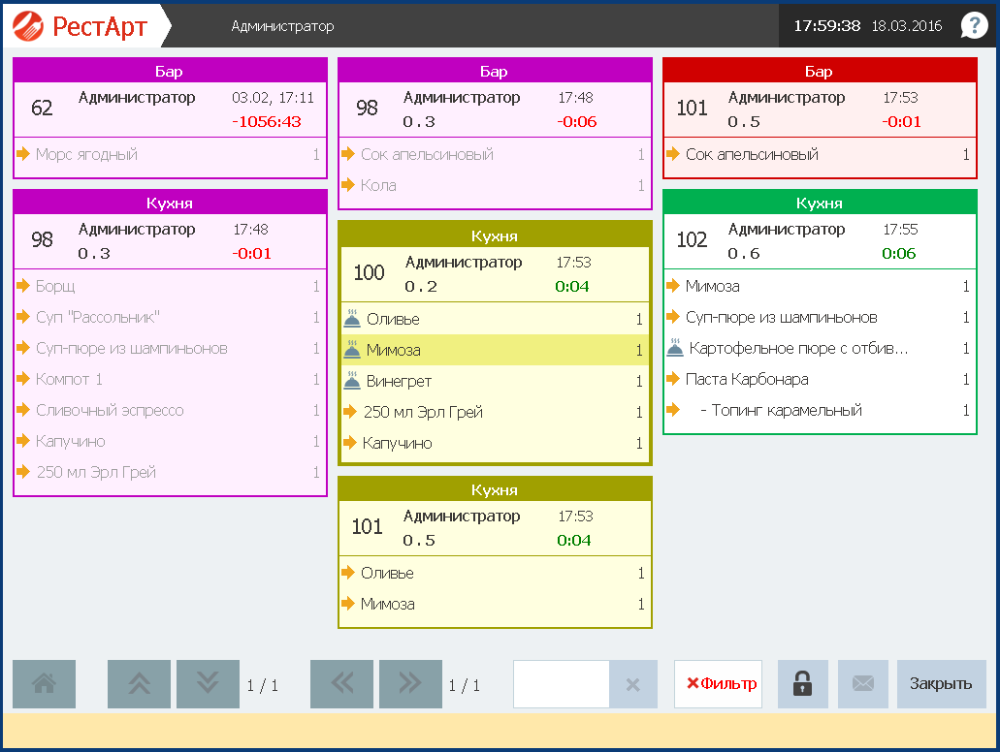 РестАрт
Администратор
17:59:38 18.03.2016 ?
Бар
62 Администратор 03.02, 17:11
-1056:43
Морс ягодный 1
Кухня
98 Администратор 17:48
0.3 -0:01
Борщ 1
Суп "Рассольник" 1
Суп-пюре из шампиньонов 1
Компот 1 1
Сливочный эспрессо 1
Капучино 1
250 мл Эрл Грей 1
Бар
98 Администратор 17:48
0.3 -0:06
Сок апельсиновый 1
Кола 1
Кухня
100 Администратор 17:53
0.2 0:04
Оливье 1
Мимоза 1
Винегрет 1
250 мл Эрл Грей 1
Капучино 1
Кухня
101 Администратор 17:53
0.5 0:04
Оливье 1
Мимоза 1
Бар
101 Администратор 17:53
0.5 -0:01
Сок апельсиновый 1
Кухня
102 Администратор 17:55
0.6 0:06
Мимоза 1
Суп-пюре из шампиньонов 1
Картофельное пюре с отбив... 1
Паста Карбонара 1
- Топинг карамельный 1
1 / 1 1 / 1 Фильтр Закрыть